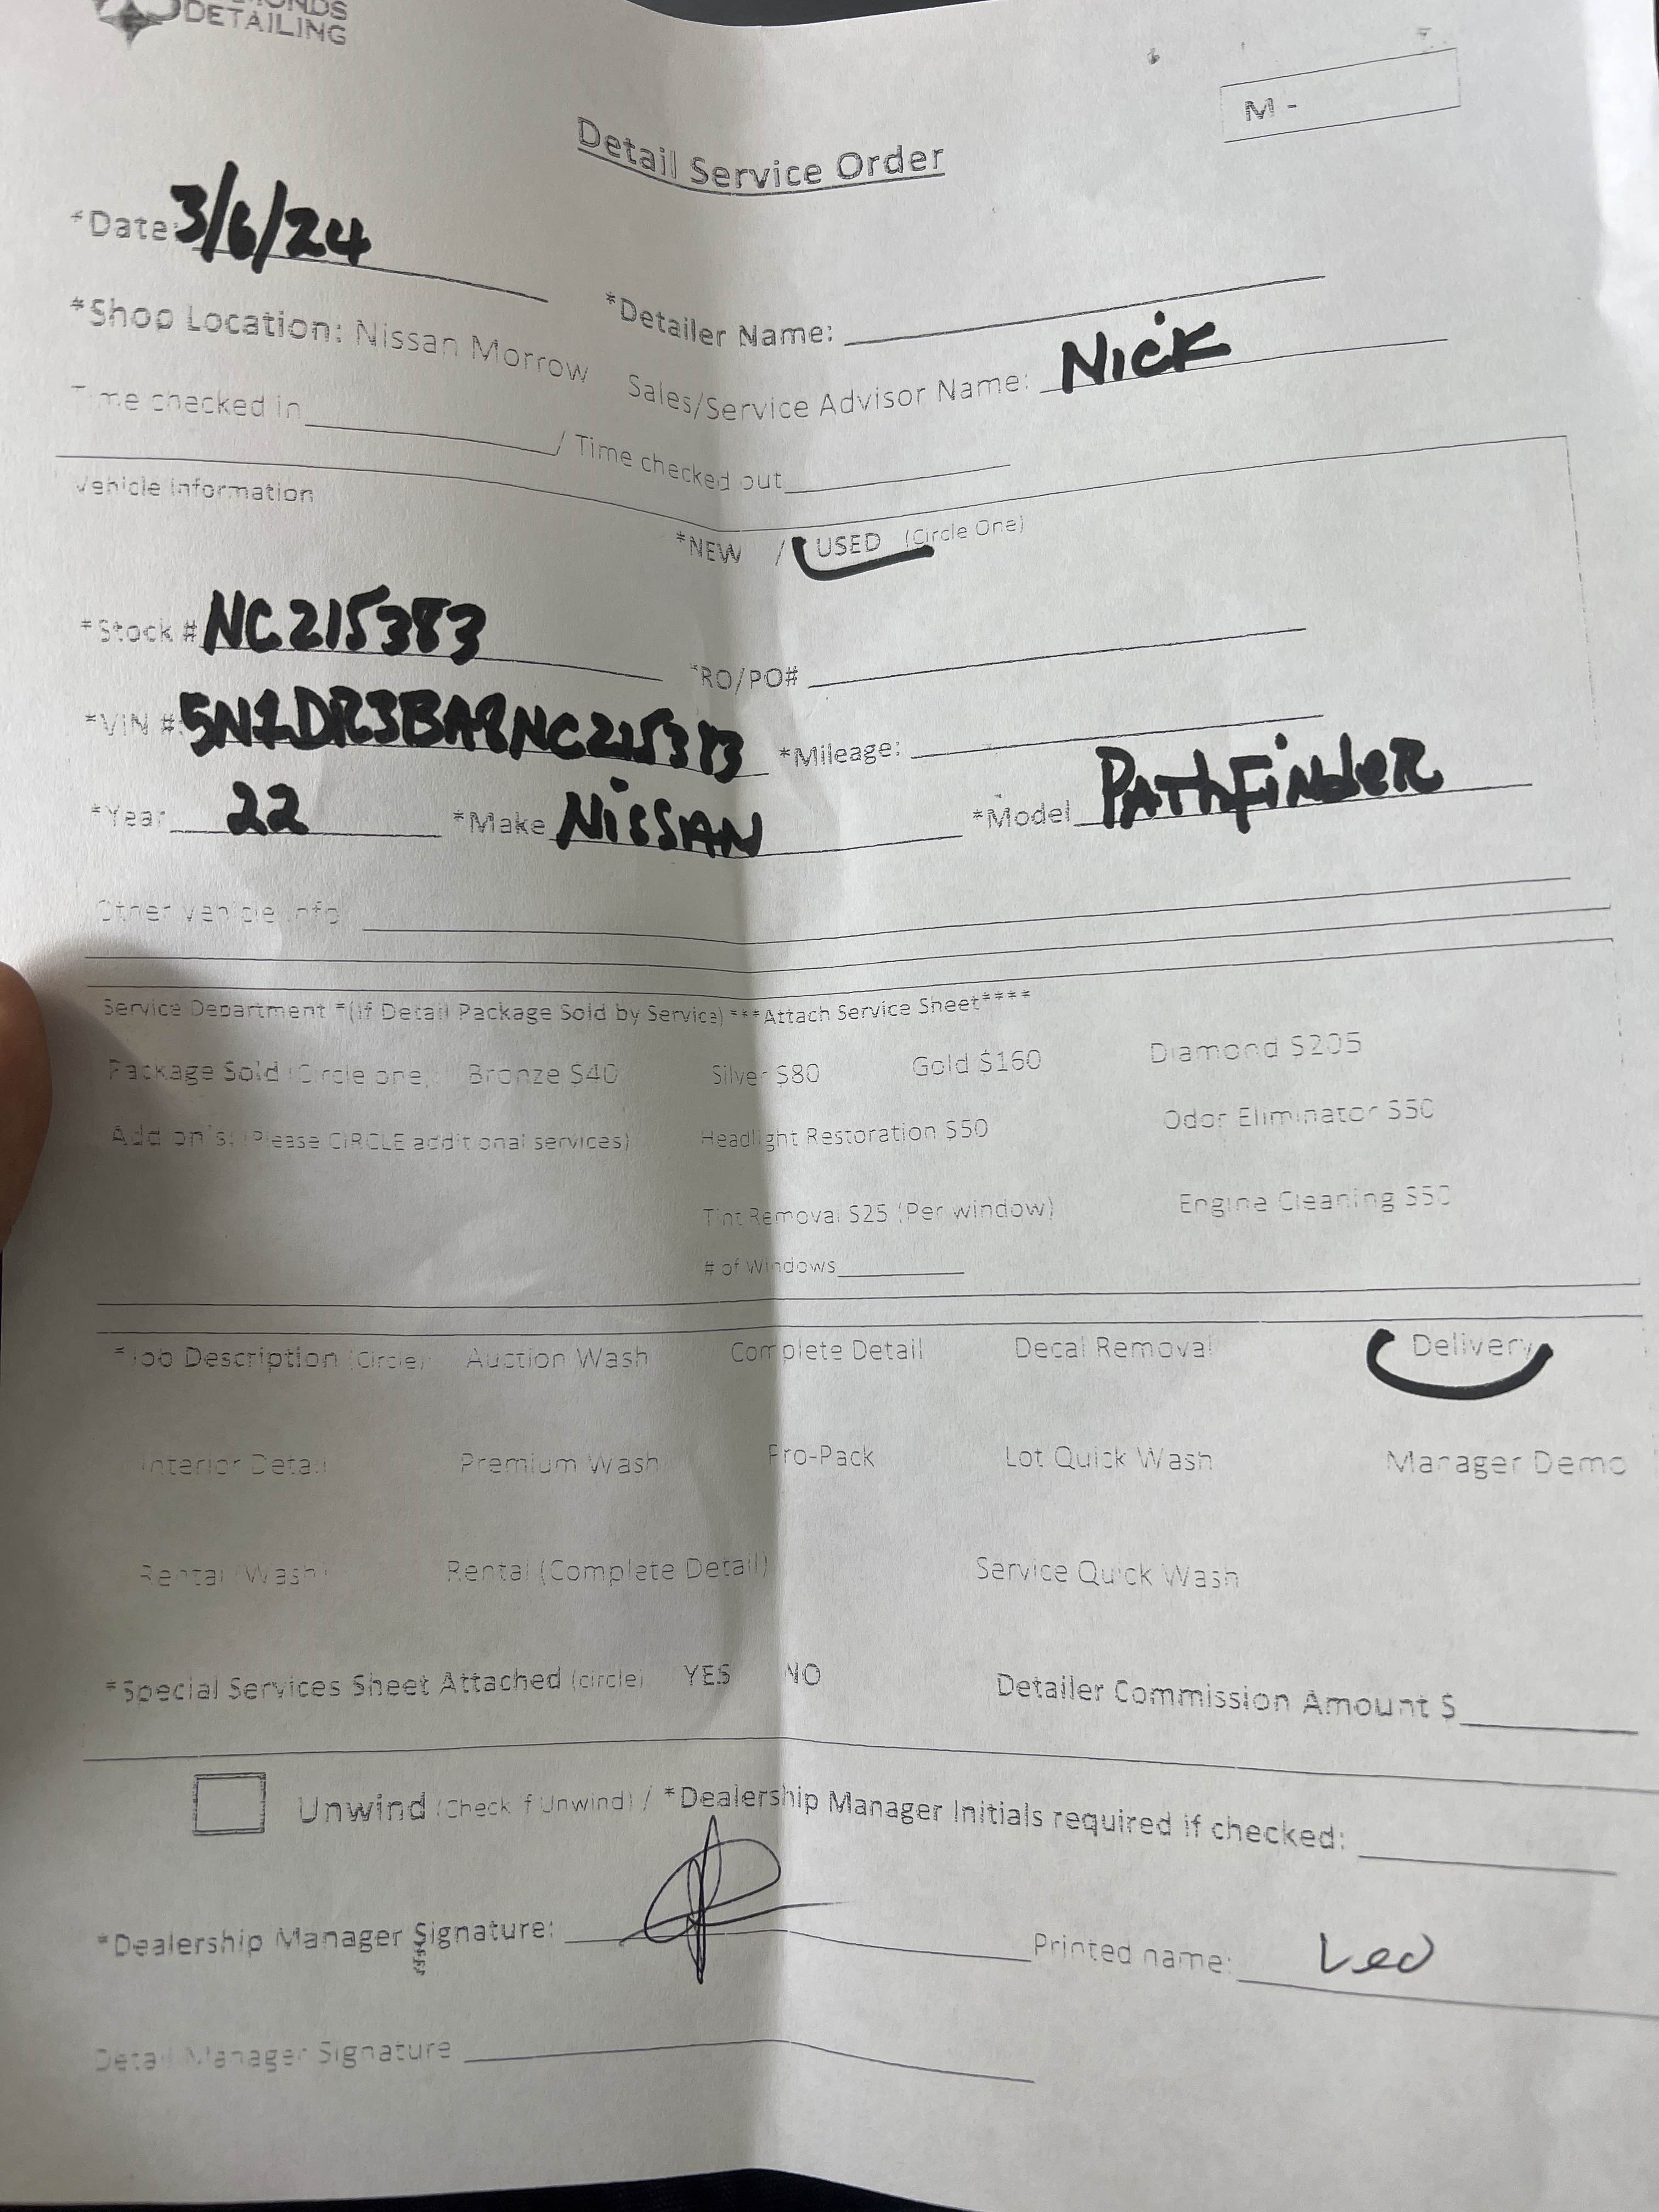 DETAILING
M -
Detail Service Order
*Date: 3/6/24
*Detailer Name:
*Shop Location: Nissan Morrow
Sales/Service Advisor Name: Nick
Time checked in / Time checked out
Vehicle Information
*NEW / USED (Circle One)
*Stock # NC215383
*RO/PO#
*VIN # 5N1DR3BA8NC215383 *Mileage:
*Year 22 *Make NiSSAN *Model PAThFiNdeR
Other vehicle info
Service Department *(If Detail Package Sold by Service) ***Attach Service Sheet****
Package Sold (Circle one) Bronze $40 Silver $80 Gold $160 Diamond $205
Add on's: (Please CIRCLE additional services) Headlight Restoration $50 Odor Eliminator $50
Tint Removal $25 (Per window) Engine Cleaning $50
# of Windows
*Job Description (Circle) Auction Wash Complete Detail Decal Removal Delivery
Interior Detail Premium Wash Pro-Pack Lot Quick Wash Manager Demo
Rental (Wash) Rental (Complete Detail) Service Quick Wash
*Special Services Sheet Attached (circle) YES NO Detailer Commission Amount $
Unwind (Check if Unwind) / *Dealership Manager Initials required if checked:
*Dealership Manager Signature: Printed name: Leo
Detail Manager Signature